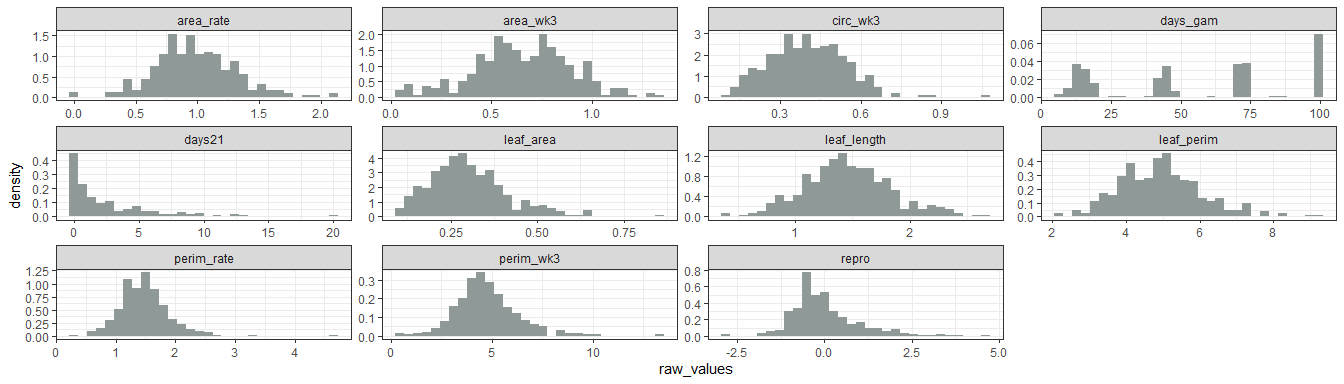 area_rate area_wk3 circ_wk3 days_gam
1.5 2.0 3 0.06
1.0 1.5 2 0.04
0.5 1.0 1 0.02
0.5
0.0 0.0 0 0.00
0.0 0.5 1.0 1.5 2.0 0.5 1.0 0.3 0.6 0.9 0 25 50 75 100
days21 leaf_area leaf_length leaf_perim
0.4 4 1.2 0.4
0.3 3 0.8 0.3
0.2 2 0.4 0.2
0.1 1 0.1
0.0 0 0.0 0.0
0 5 10 15 20 0.25 0.50 0.75 1 2 2 4 6 8
perim_rate perim_wk3 repro
1.25 0.3 0.8
1.00 0.2 0.6
0.75 0.1 0.4
0.50 0.2
0.25
0.00 0.0 0.0
0 1 2 3 4 0 5 10 -2.5 0.0 2.5 5.0
density
raw_values